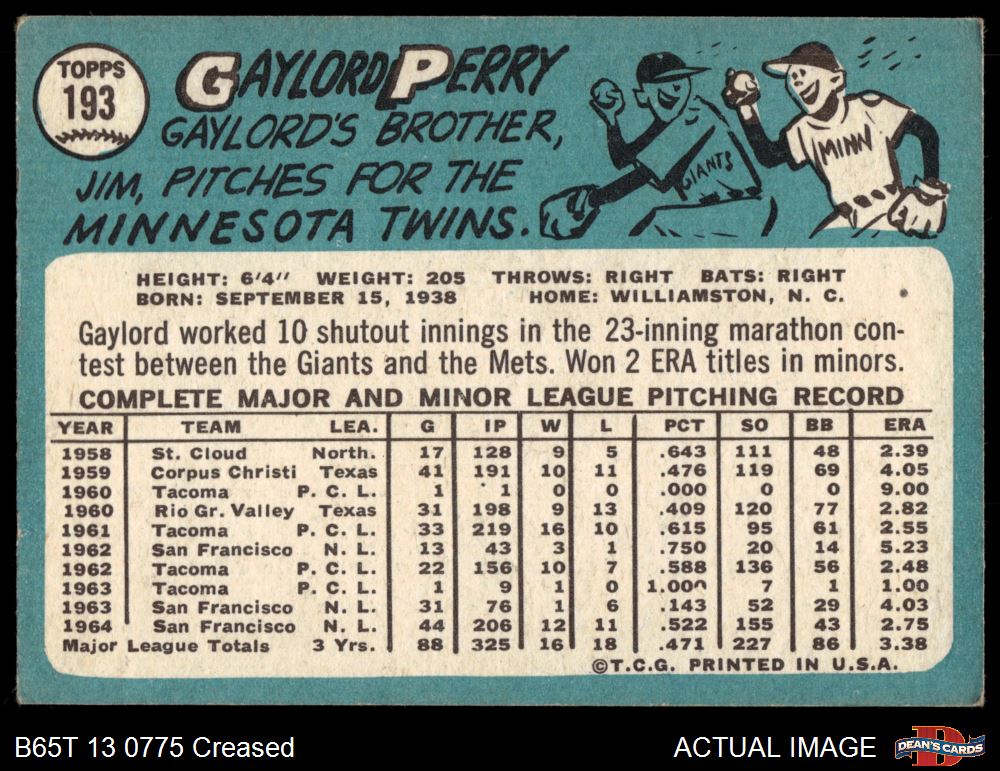 TOPPS
193
GAYLORD PERRY
GAYLORD'S BROTHER,
JIM, PITCHES FOR THE
MINNESOTA TWINS.
GIANTS
MINN
HEIGHT: 6'4" WEIGHT: 205 THROWS: RIGHT BATS: RIGHT
BORN: SEPTEMBER 15, 1938 HOME: WILLIAMSTON, N. C.
Gaylord worked 10 shutout innings in the 23-inning marathon con-
test between the Giants and the Mets. Won 2 ERA titles in minors.
COMPLETE MAJOR AND MINOR LEAGUE PITCHING RECORD
YEAR TEAM LEA. G IP W L PCT SO BB ERA
1958 St. Cloud North. 17 128 9 5 .643 111 48 2.39
1959 Corpus Christi Texas 41 191 10 11 .476 119 69 4.05
1960 Tacoma P. C. L. 1 1 0 0 .000 0 0 9.00
1960 Rio Gr. Valley Texas 31 198 9 13 .409 120 77 2.82
1961 Tacoma P. C. L. 33 219 16 10 .615 95 61 2.55
1962 San Francisco N. L. 13 43 3 1 .750 20 14 5.23
1962 Tacoma P. C. L. 22 156 10 7 .588 136 56 2.48
1963 Tacoma P. C. L. 1 9 1 0 1.000 7 1 1.00
1963 San Francisco N. L. 31 76 1 6 .143 52 29 4.03
1964 San Francisco N. L. 44 206 12 11 .522 155 43 2.75
Major League Totals 3 Yrs. 88 325 16 18 .471 227 86 3.38
©T.C.G. PRINTED IN U.S.A.
B65T 13 0775 Creased
ACTUAL IMAGE
D
DEAN'S CARDS